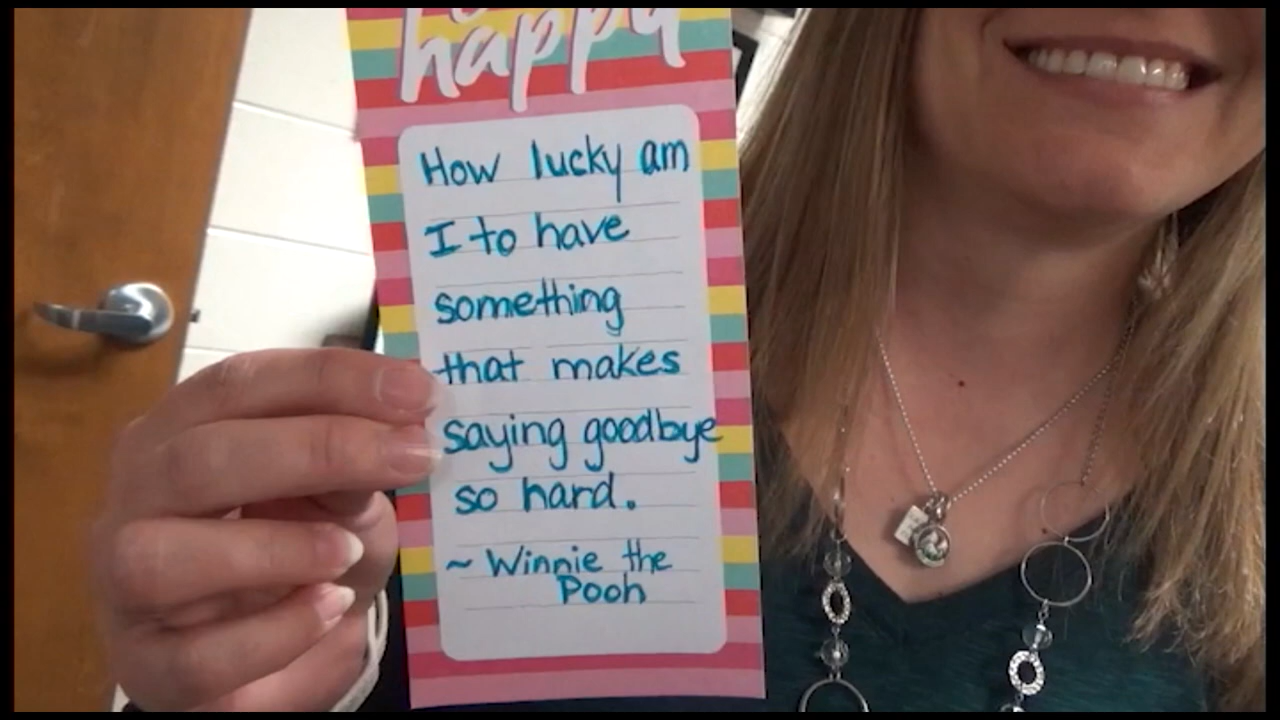 happy
How lucky am
I to have
something
that makes
saying goodbye
so hard.
~ Winnie the
Pooh